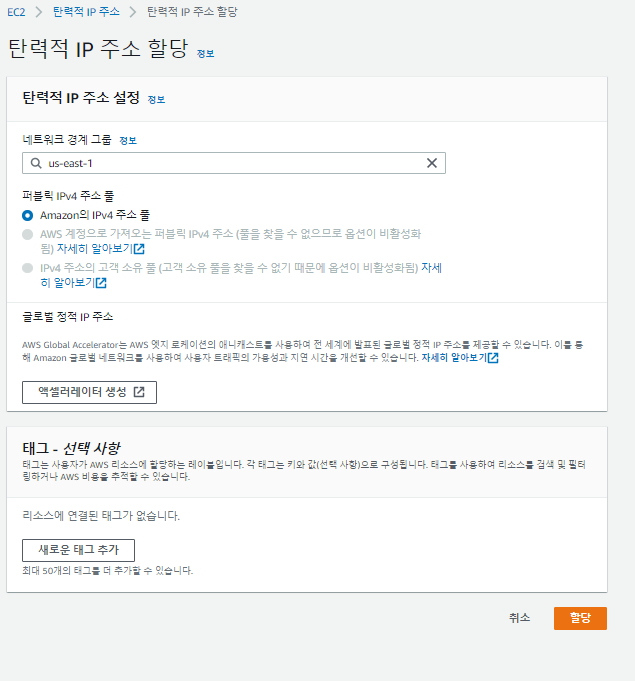 EC2 > 탄력적 IP 주소 > 탄력적 IP 주소 할당
탄력적 IP 주소 할당 정보
탄력적 IP 주소 설정 정보
네트워크 경계 그룹 정보
us-east-1
퍼블릭 IPv4 주소 풀
Amazon의 IPv4 주소 풀
AWS 계정으로 가져오는 퍼블릭 IPv4 주소 (풀을 찾을 수 없으므로 옵션이 비활성화
됨) 자세히 알아보기
IPv4 주소의 고객 소유 풀 (고객 소유 풀을 찾을 수 없기 때문에 옵션이 비활성화됨) 자세
히 알아보기
글로벌 정적 IP 주소
AWS Global Accelerator는 AWS 엣지 로케이션의 애니캐스트를 사용하여 전 세계에 발표된 글로벌 정적 IP 주소를 제공할 수 있습니다. 이를 통
해 Amazon 글로벌 네트워크를 사용하여 사용자 트래픽의 가용성과 지연 시간을 개선할 수 있습니다. 자세히 알아보기
액셀러레이터 생성
태그 - 선택 사항
태그는 사용자가 AWS 리소스에 할당하는 레이블입니다. 각 태그는 키와 값(선택 사항)으로 구성됩니다. 태그를 사용하여 리소스를 검색 및 필터
링하거나 AWS 비용을 추적할 수 있습니다.
리소스에 연결된 태그가 없습니다.
새로운 태그 추가
최대 50개의 태그를 더 추가할 수 있습니다.
취소 할당